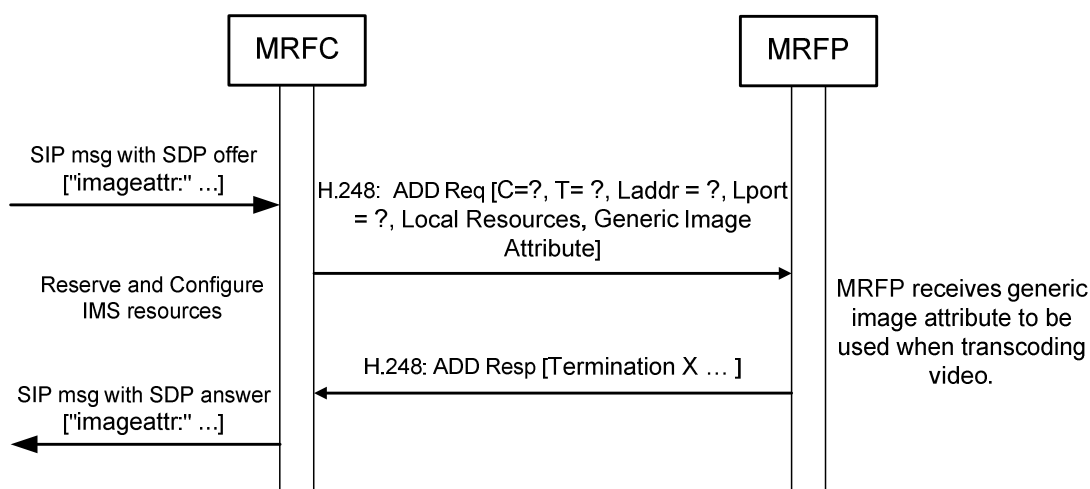 MRFC
MRFP
SIP msg with SDP offer
["imageattr:" ...]
H.248:  ADD Req [C=?, T= ?, Laddr = ?, Lport
= ?, Local Resources, Generic Image
Attribute]
Reserve and Configure
IMS resources
MRFP receives generic
image attribute to be
used when transcoding
video.
H.248: ADD Resp [Termination X … ]
SIP msg with SDP answer
["imageattr:" ...]